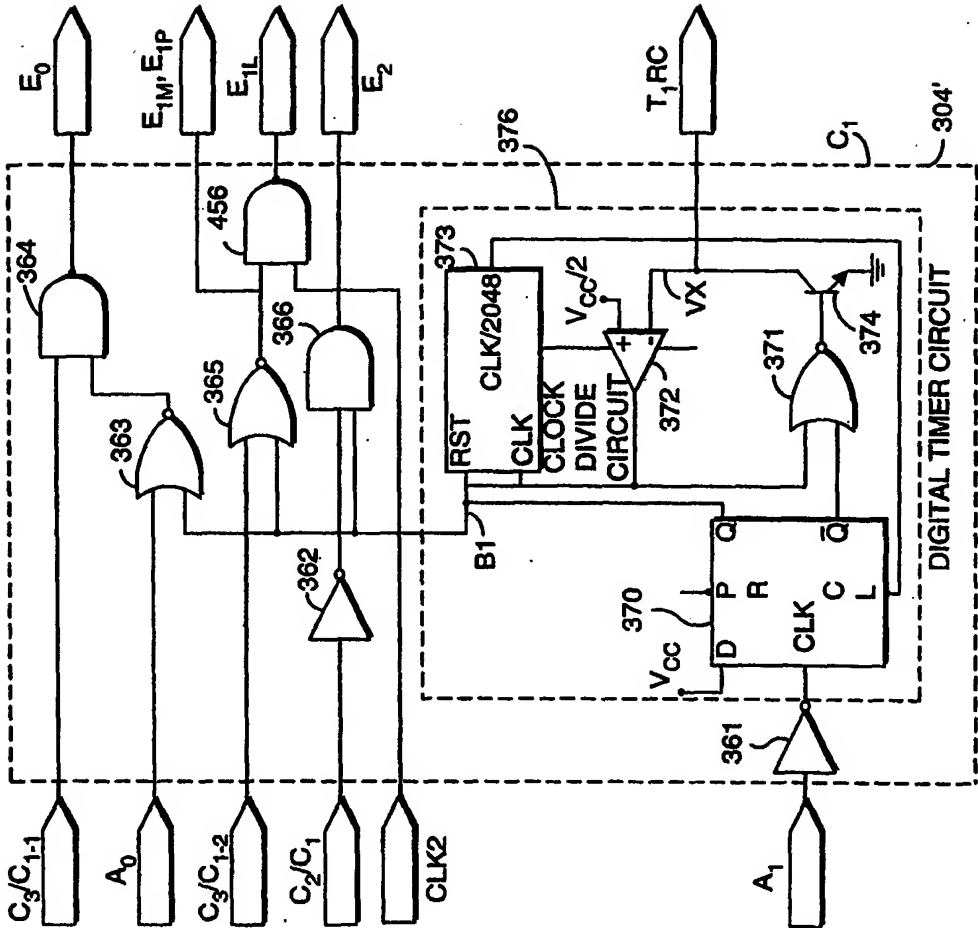 C₃/C₁₋₁
A₀
C₃/C₁₋₂
C₂/C₁
CLK2
A₁
364
363
365
456
366
362
361
E₀
E₁M, E₁P
E₁L
E₂
T₁RC
376
C₁
304'
373
RST
CLK/2048
CLK
CLOCK
DIVIDE
CIRCUIT
B1
V_CC/2
+
-
372
VX
371
374
370
V_CC
D
P
Q
R
Q̅
CLK
C
L
DIGITAL TIMER CIRCUIT